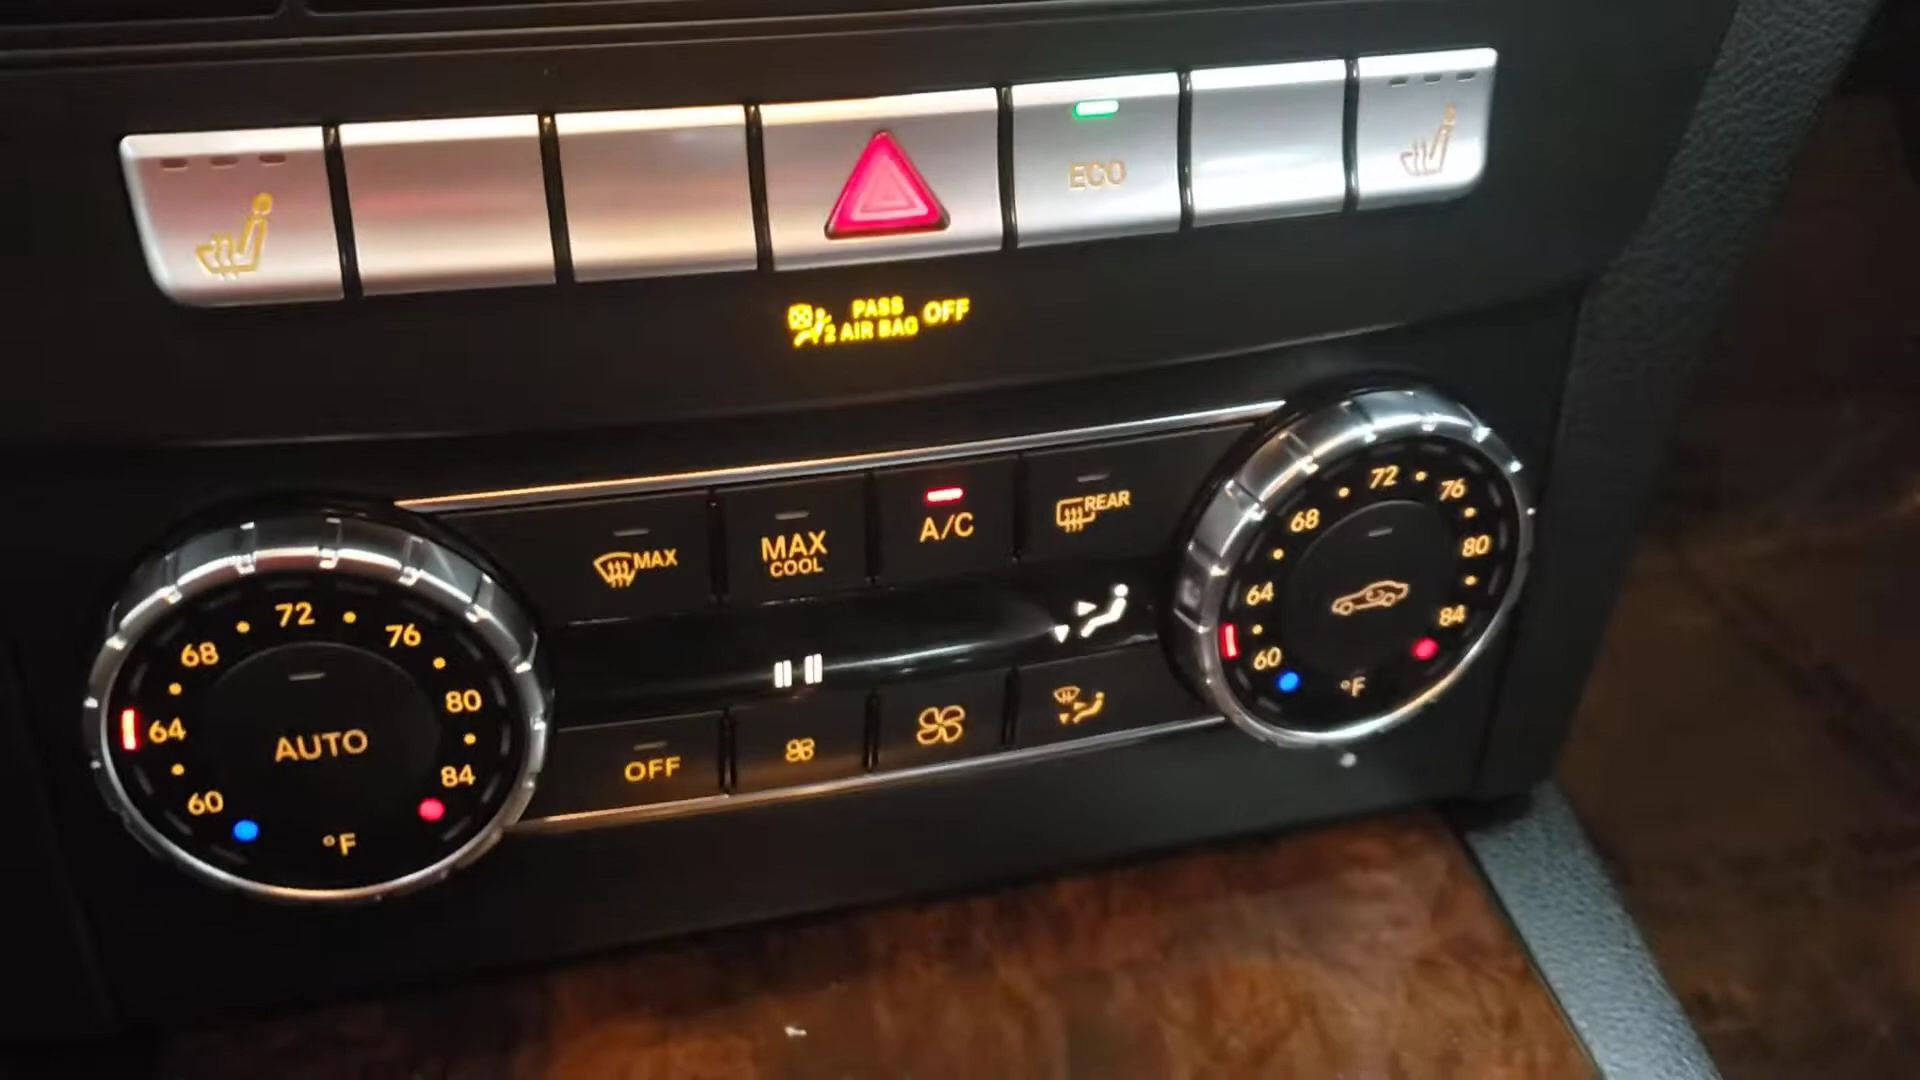 ECO
PASS
2 AIR BAG OFF
MAX
MAX
COOL
A/C
REAR
72
68
76
64
80
60
84
AUTO
°F
OFF
72
68
76
64
80
60
84
°F